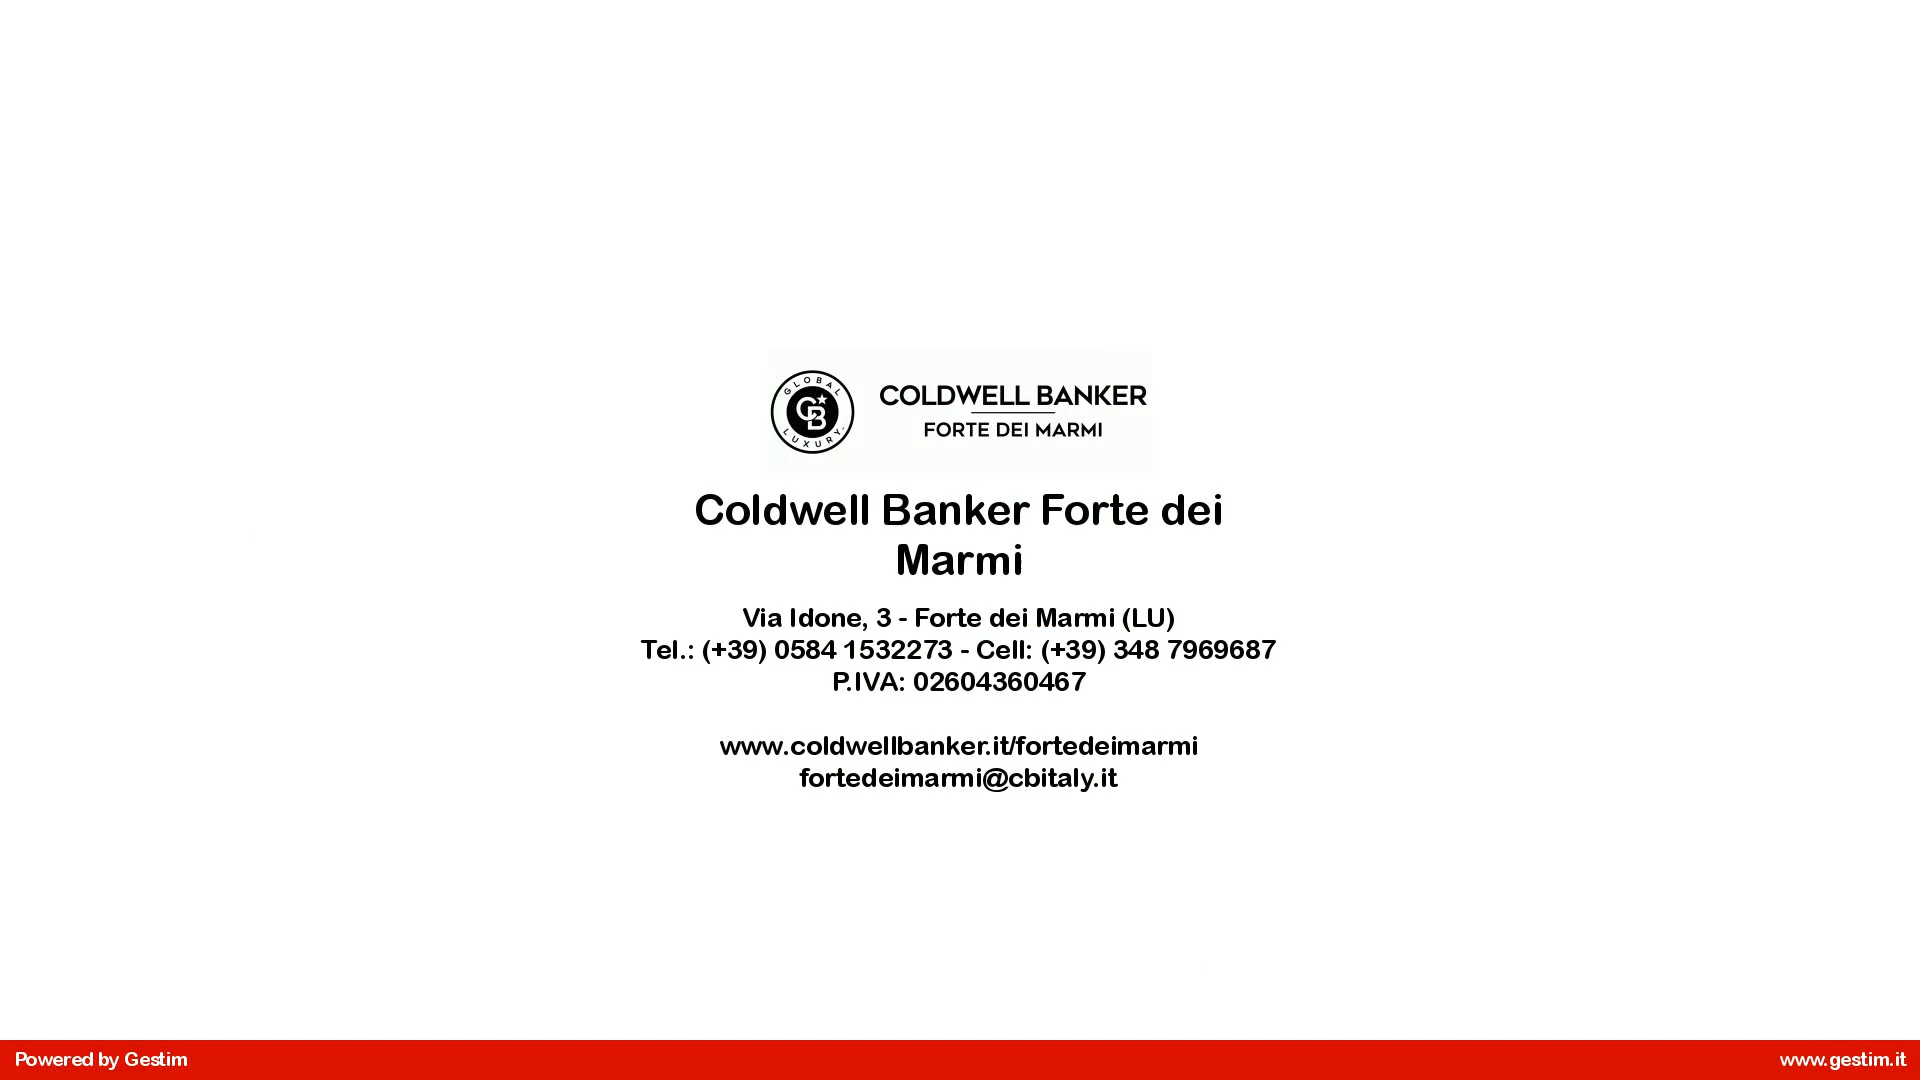 GLOBAL
CB
LUXURY
COLDWELL BANKER
FORTE DEI MARMI
Coldwell Banker Forte dei
Marmi
Via Idone, 3 - Forte dei Marmi (LU)
Tel.: (+39) 0584 1532273 - Cell: (+39) 348 7969687
P.IVA: 02604360467
www.coldwellbanker.it/fortedeimarmi
fortedeimarmi@cbitaly.it
Powered by Gestim
www.gestim.it